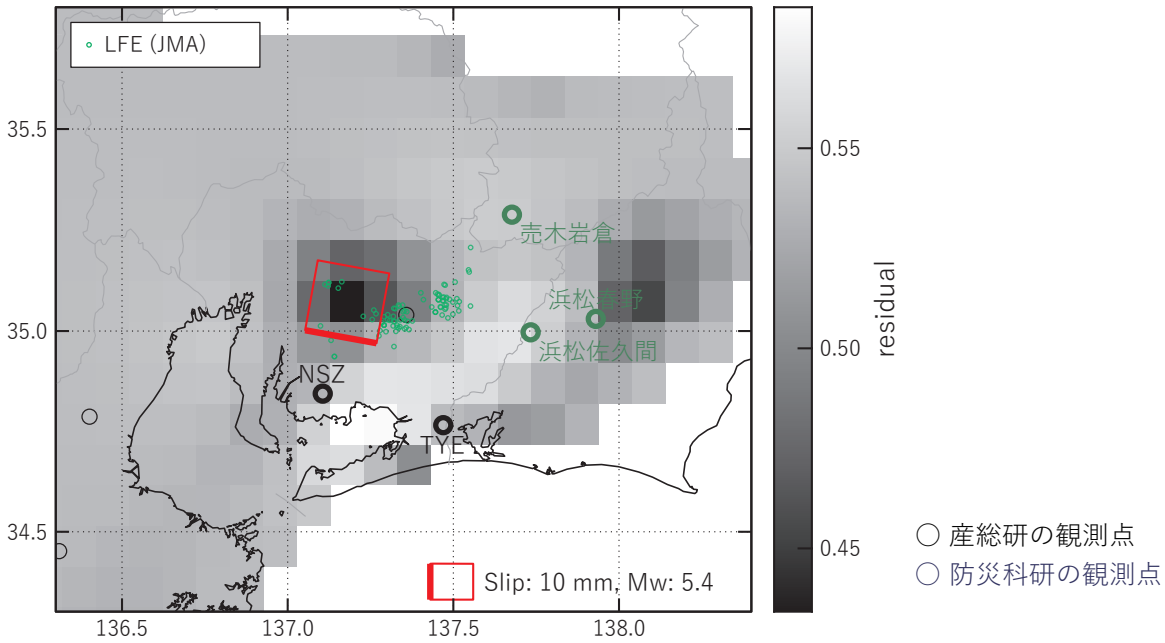 LFE (JMA)
35.5
35.0
34.5
売木岩倉
浜松春野
浜松佐久間
NSZ
TYE
Slip: 10 mm, Mw: 5.4
136.5
137.0
137.5
138.0
0.55
0.50
0.45
residual
産総研の観測点
防災科研の観測点